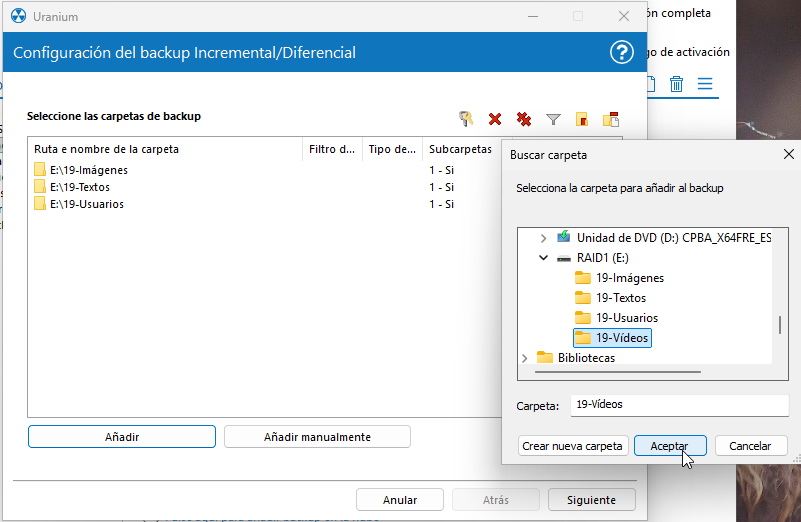 Uranium
ón completa
Configuración del backup Incremental/Diferencial
go de activación
Seleccione las carpetas de backup
Ruta e nombre de la carpeta Filtro d... Tipo de... Subcarpetas
E:\19-Imágenes 1 - Si
E:\19-Textos 1 - Si
E:\19-Usuarios 1 - Si
Buscar carpeta
Selecciona la carpeta para añadir al backup
Unidad de DVD (D:) CPBA_X64FRE_ES
RAID1 (E:)
19-Imágenes
19-Textos
19-Usuarios
19-Vídeos
Bibliotecas
Carpeta: 19-Vídeos
Crear nueva carpeta Aceptar Cancelar
Añadir Añadir manualmente
Anular Atrás Siguiente